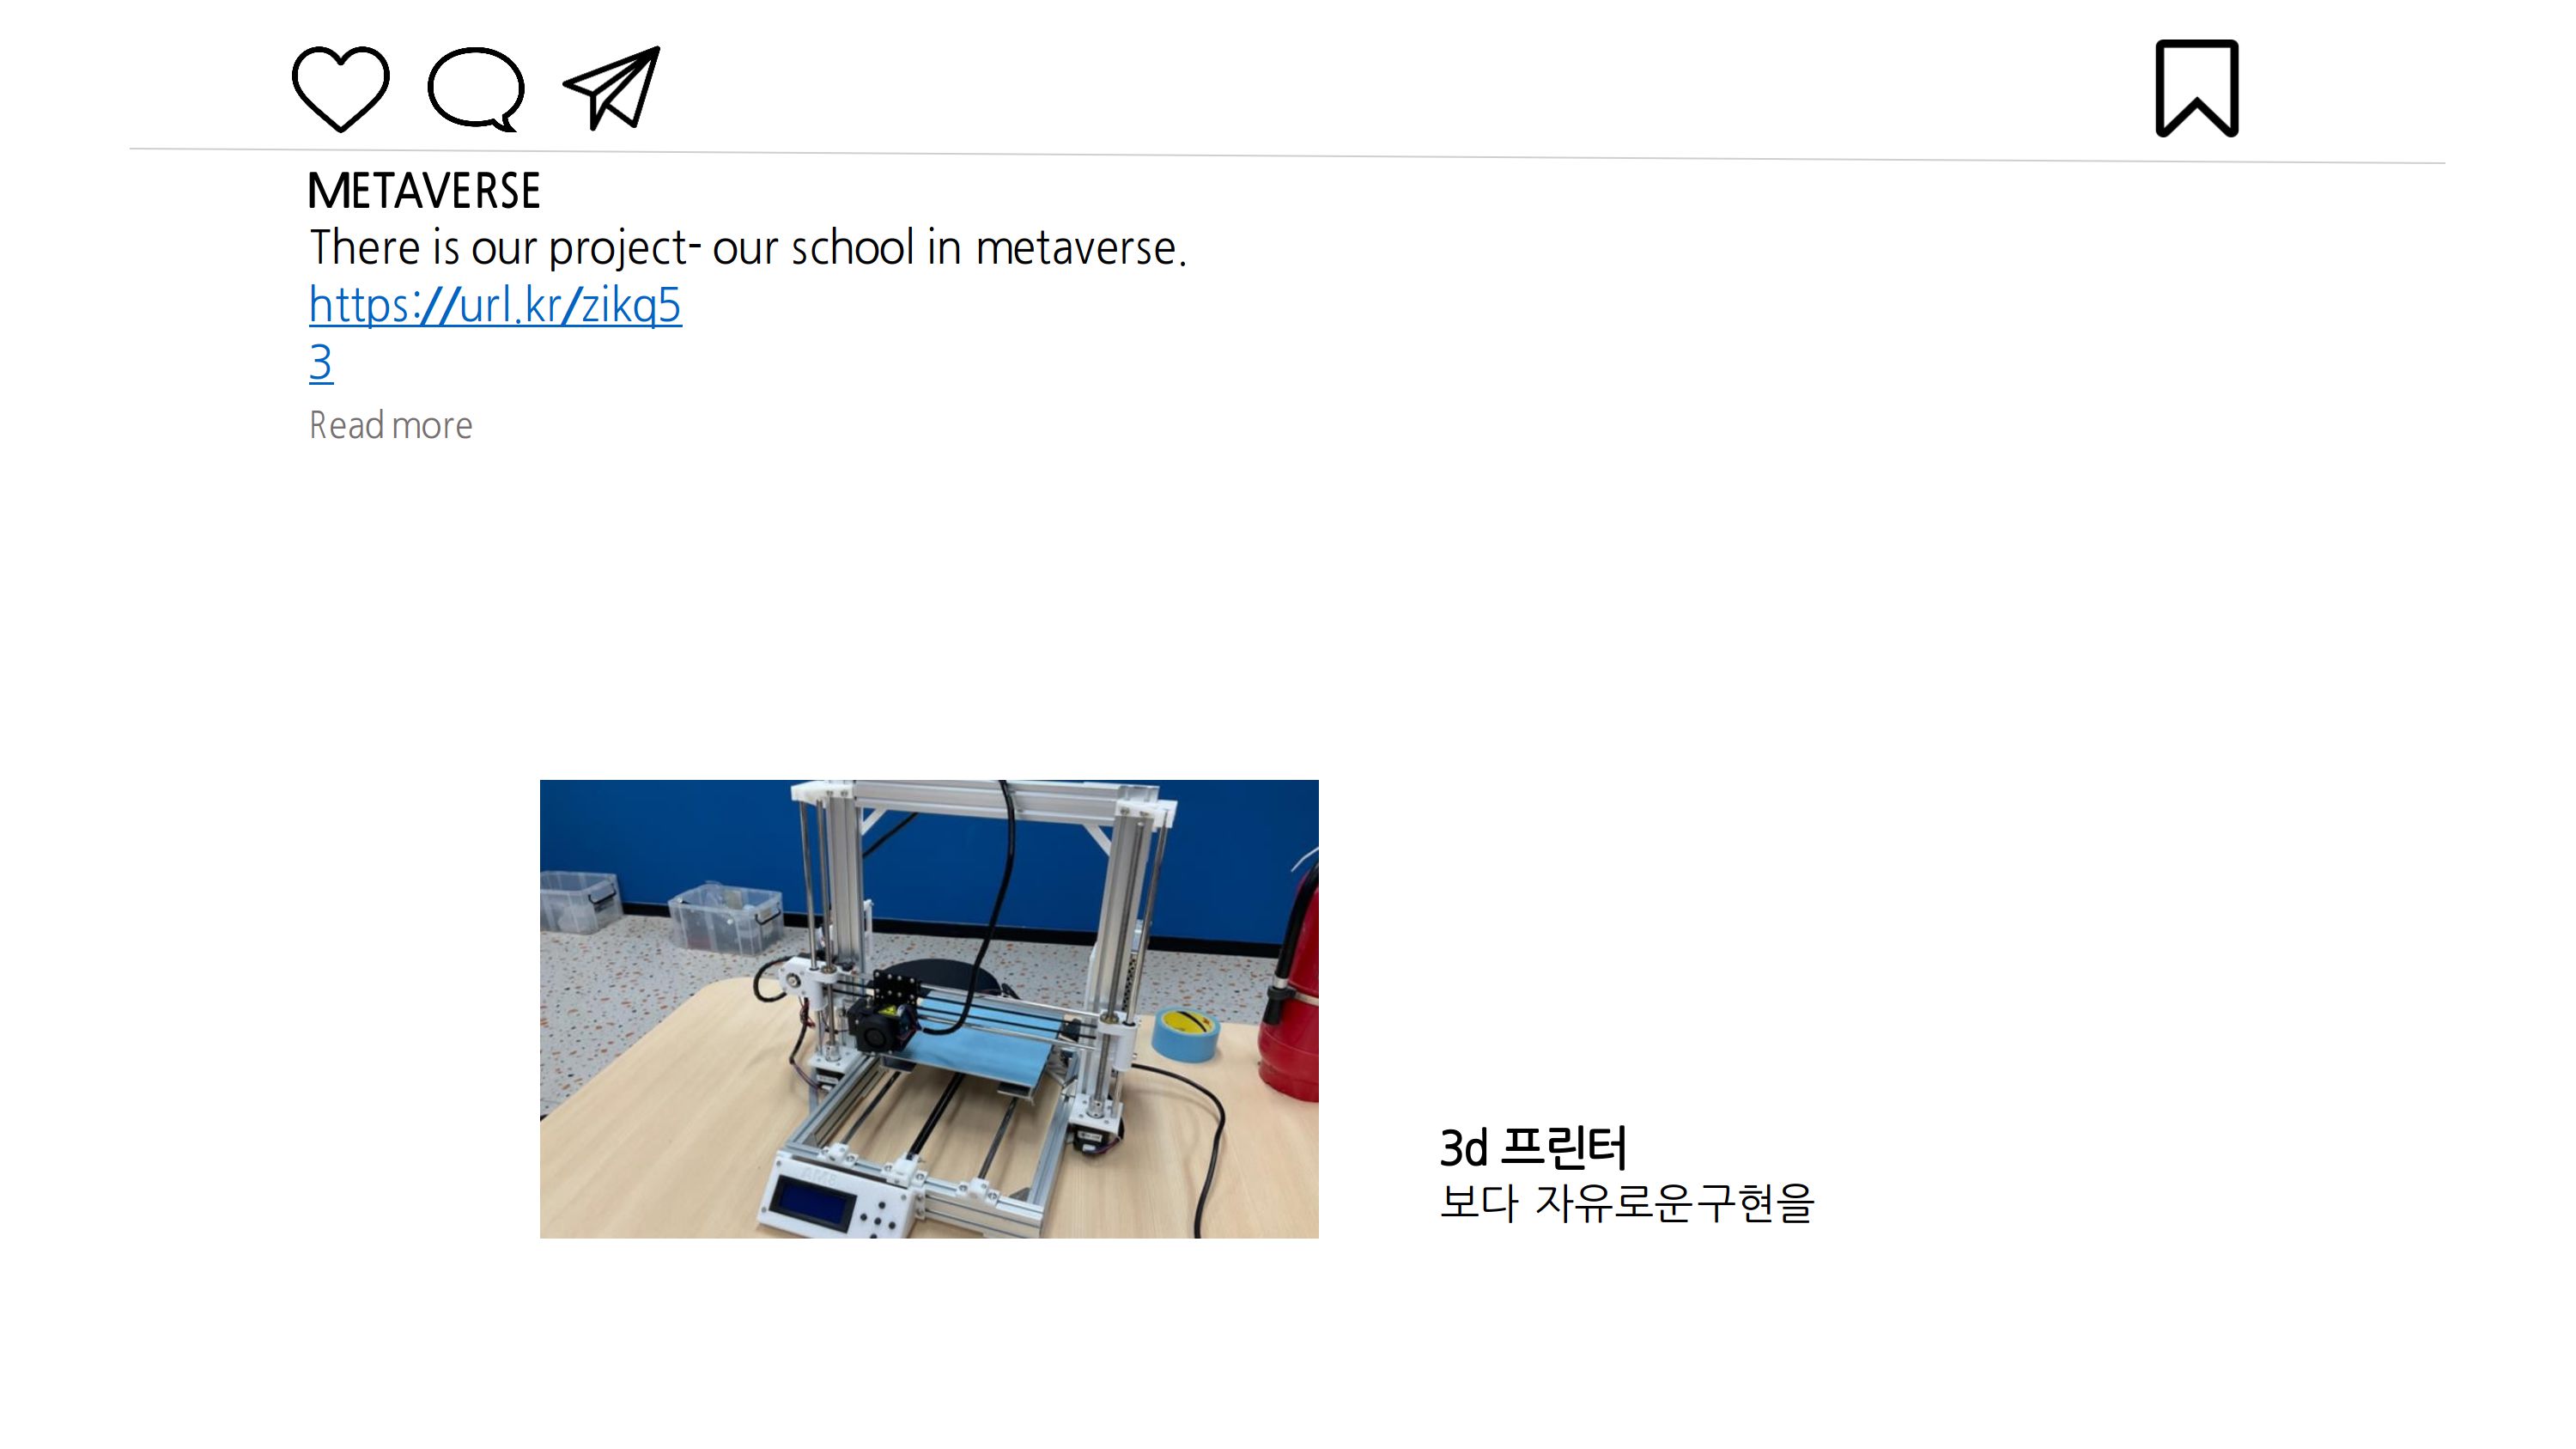 METAVERSE
There is our project- our school in metaverse.
https://url.kr/zikq5
3
Read more
3d 프린터
보다 자유로운구현을